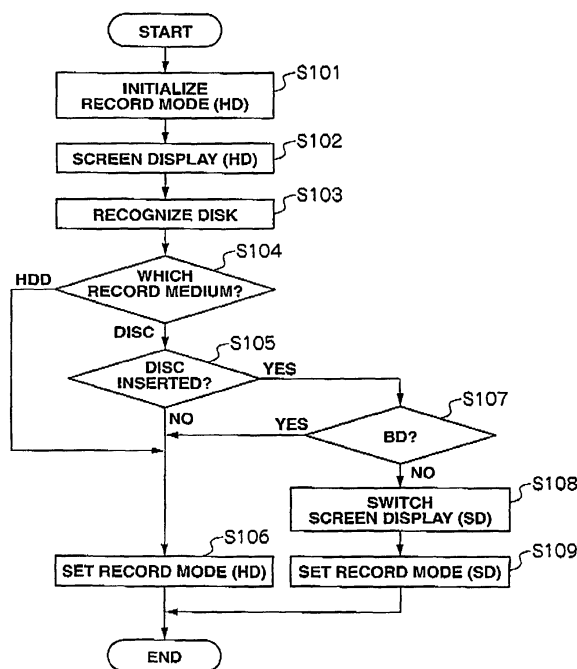 START
S101
INITIALIZE
RECORD MODE (HD)
S102
SCREEN DISPLAY (HD)
S103
RECOGNIZE DISK
S104
HDD
WHICH
RECORD MEDIUM?
DISC
S105
DISC
INSERTED?
YES
S107
NO
YES
BD?
NO
S108
SWITCH
SCREEN DISPLAY (SD)
S106
S109
SET RECORD MODE (HD)
SET RECORD MODE (SD)
END